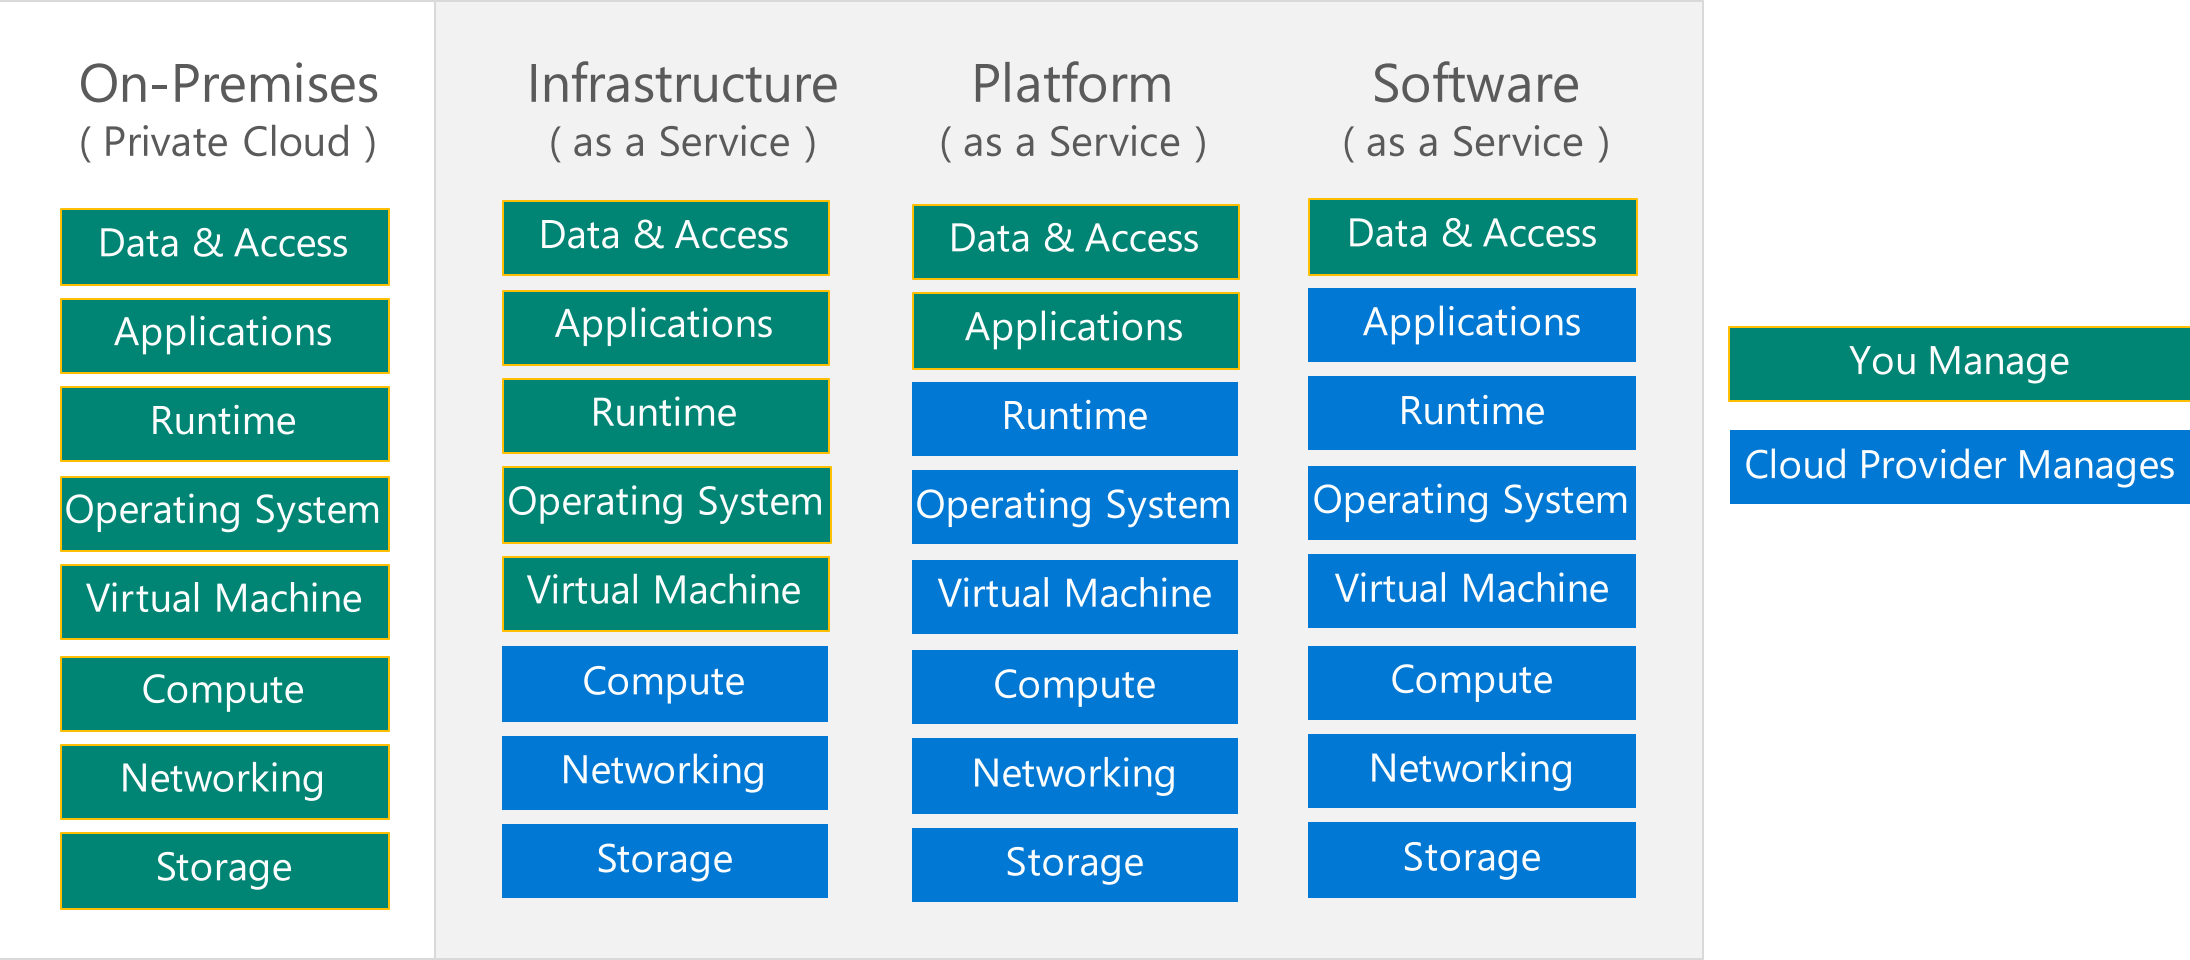 On-Premises
( Private Cloud )
Data & Access
Applications
Runtime
Operating System
Virtual Machine
Compute
Networking
Storage
Infrastructure
( as a Service )
Data & Access
Applications
Runtime
Operating System
Virtual Machine
Compute
Networking
Storage
Platform
( as a Service )
Data & Access
Applications
Runtime
Operating System
Virtual Machine
Compute
Networking
Storage
Software
( as a Service )
Data & Access
Applications
Runtime
Operating System
Virtual Machine
Compute
Networking
Storage
You Manage
Cloud Provider Manages